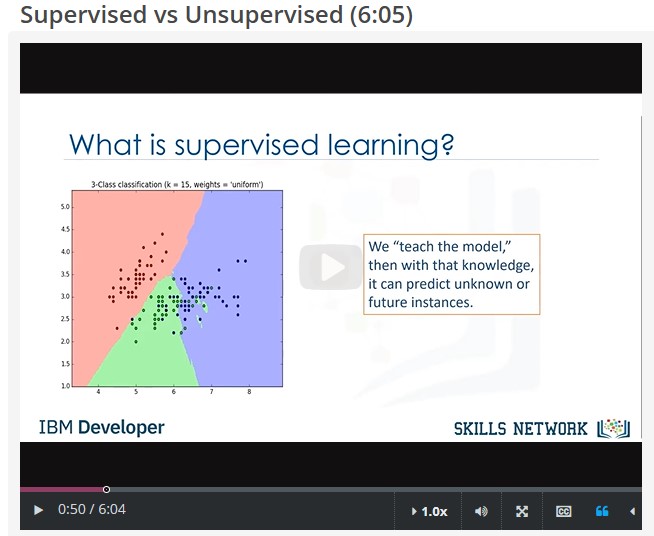 Supervised vs Unsupervised (6:05)
What is supervised learning?
3-Class classification (k = 15, weights = 'uniform')
5.0
4.5
4.0
3.5
3.0
2.5
2.0
1.5
1.0
4 5 6 7 8
We “teach the model,”
then with that knowledge,
it can predict unknown or
future instances.
IBM Developer
SKILLS NETWORK
0:50 / 6:04
1.0x
CC